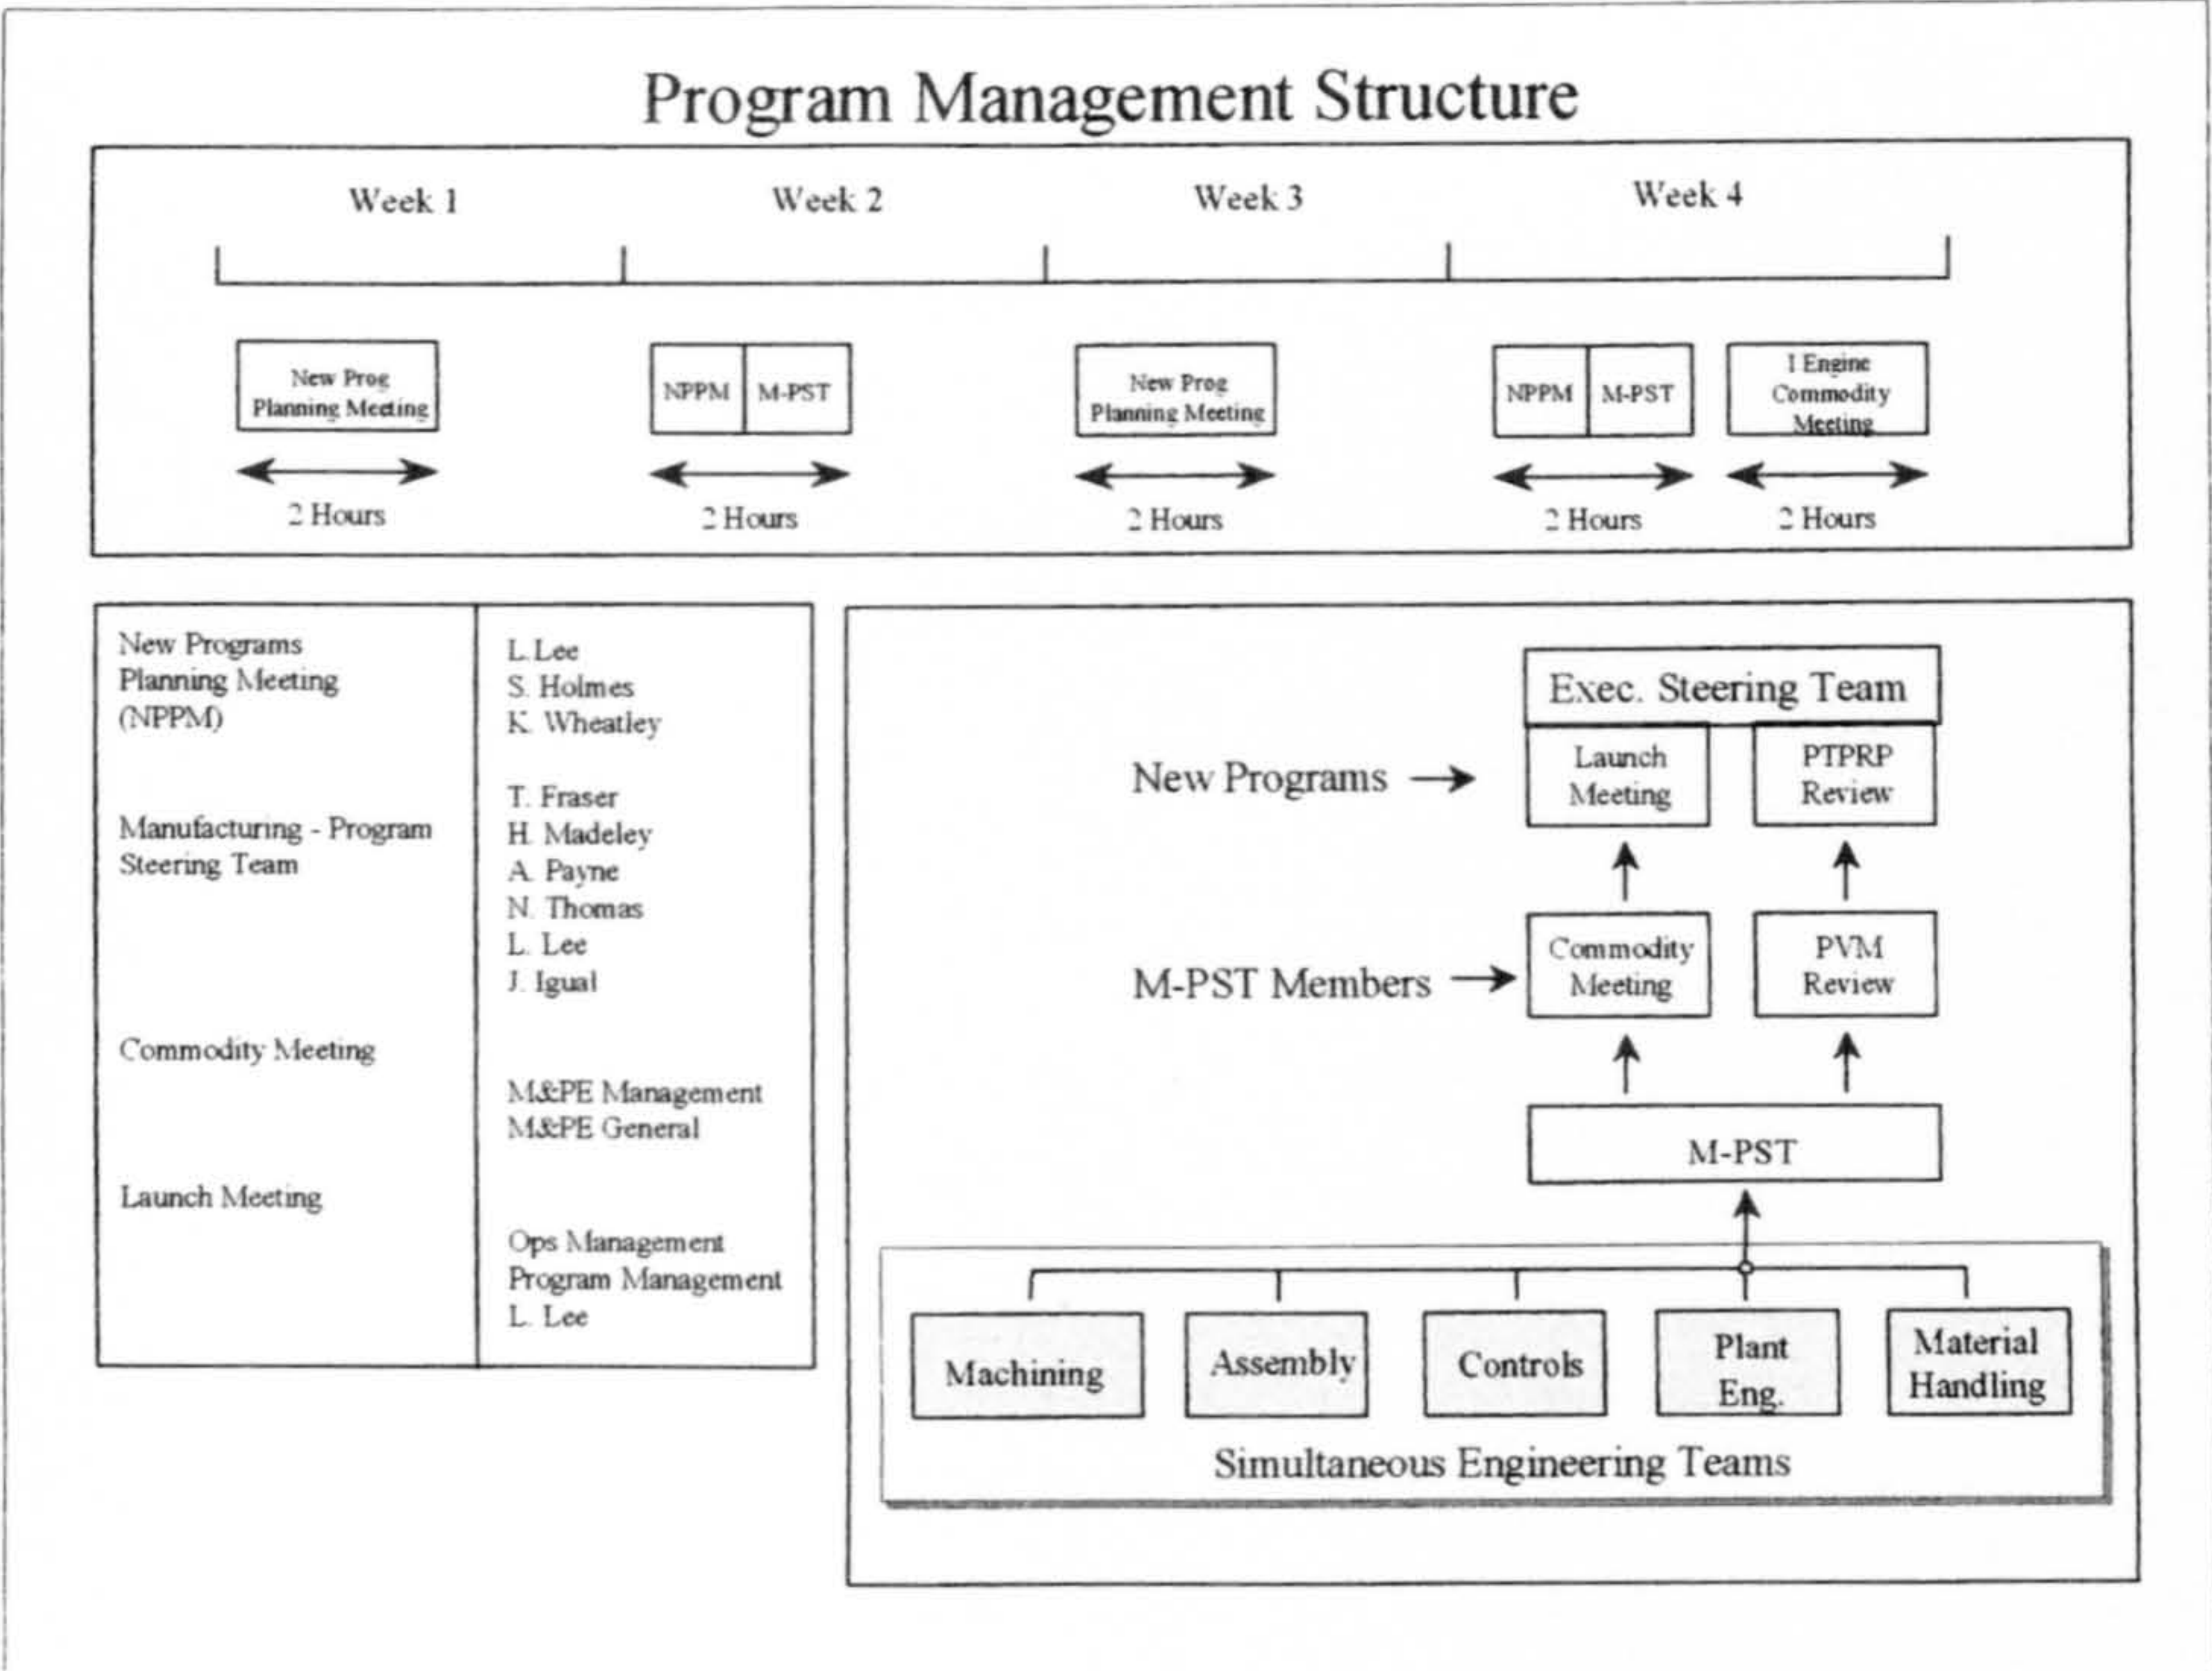 Program Management Structure
Week 1
Week 2
Week 3
Week 4
New Prog
Planning Meeting
NPPM
M-PST
New Prog
Planning Meeting
NPPM
M-PST
I Engine
Commodity
Meeting
2 Hours
2 Hours
2 Hours
2 Hours
2 Hours
New Programs
Planning Meeting
(NPPM)
Manufacturing - Program
Steering Team
Commodity Meeting
Launch Meeting
L. Lee
S. Holmes
K. Wheatley
T. Fraser
H. Madeley
A. Payne
N. Thomas
L. Lee
J. Igual
M&PE Management
M&PE General
Ops Management
Program Management
L. Lee
Exec. Steering Team
New Programs
Launch
Meeting
PTPRP
Review
M-PST Members
Commodity
Meeting
PVM
Review
M-PST
Machining
Assembly
Controls
Plant
Eng.
Material
Handling
Simultaneous Engineering Teams